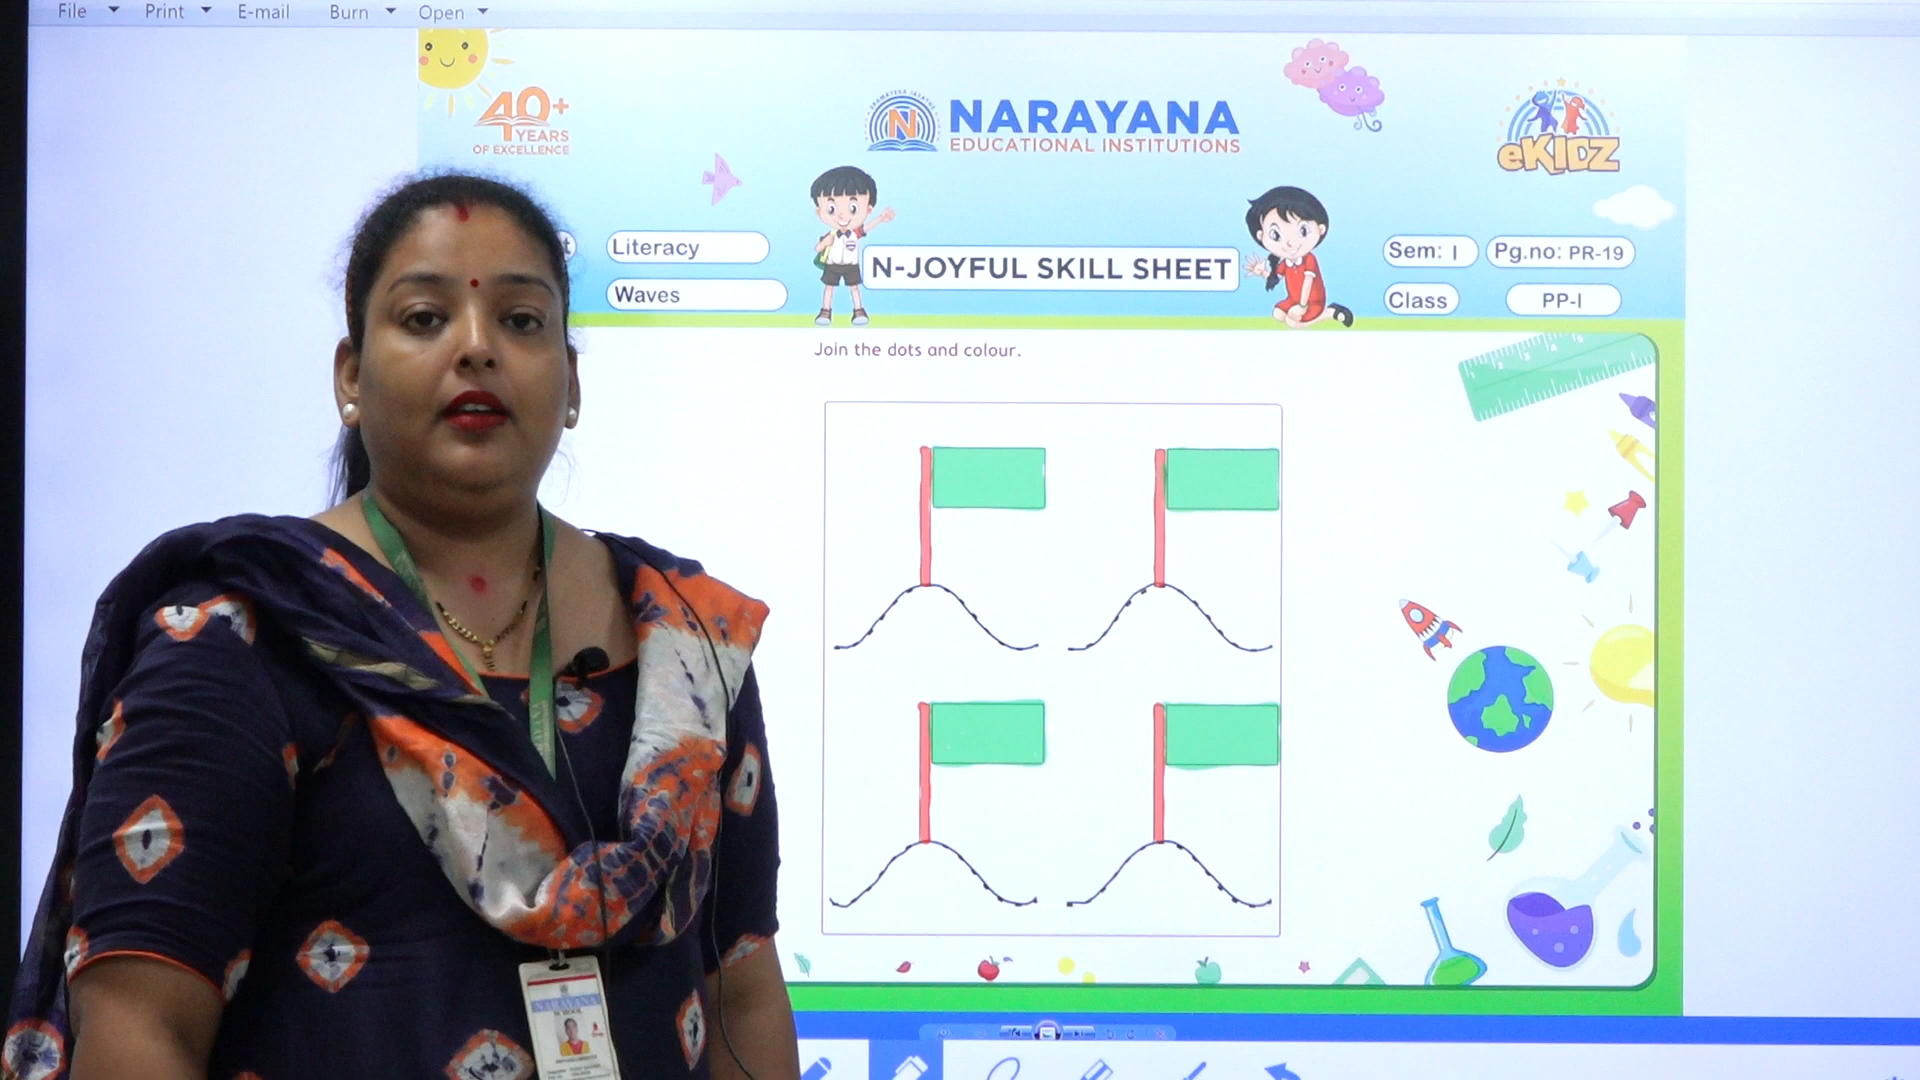 File Print E-mail Burn Open
40+
YEARS
OF EXCELLENCE
NARAYANA
EDUCATIONAL INSTITUTIONS
eKIDZ
t Literacy
Waves
N-JOYFUL SKILL SHEET
Sem: I Pg.no: PR-19
Class PP-I
Join the dots and colour.
NARAYANA